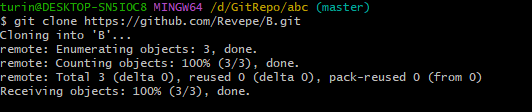 turin@DESKTOP-SN5IOC8 MINGW64 /d/GitRepo/abc (master)
$ git clone https://github.com/Revepe/B.git
Cloning into 'B'...
remote: Enumerating objects: 3, done.
remote: Counting objects: 100% (3/3), done.
remote: Total 3 (delta 0), reused 0 (delta 0), pack-reused 0 (from 0)
Receiving objects: 100% (3/3), done.